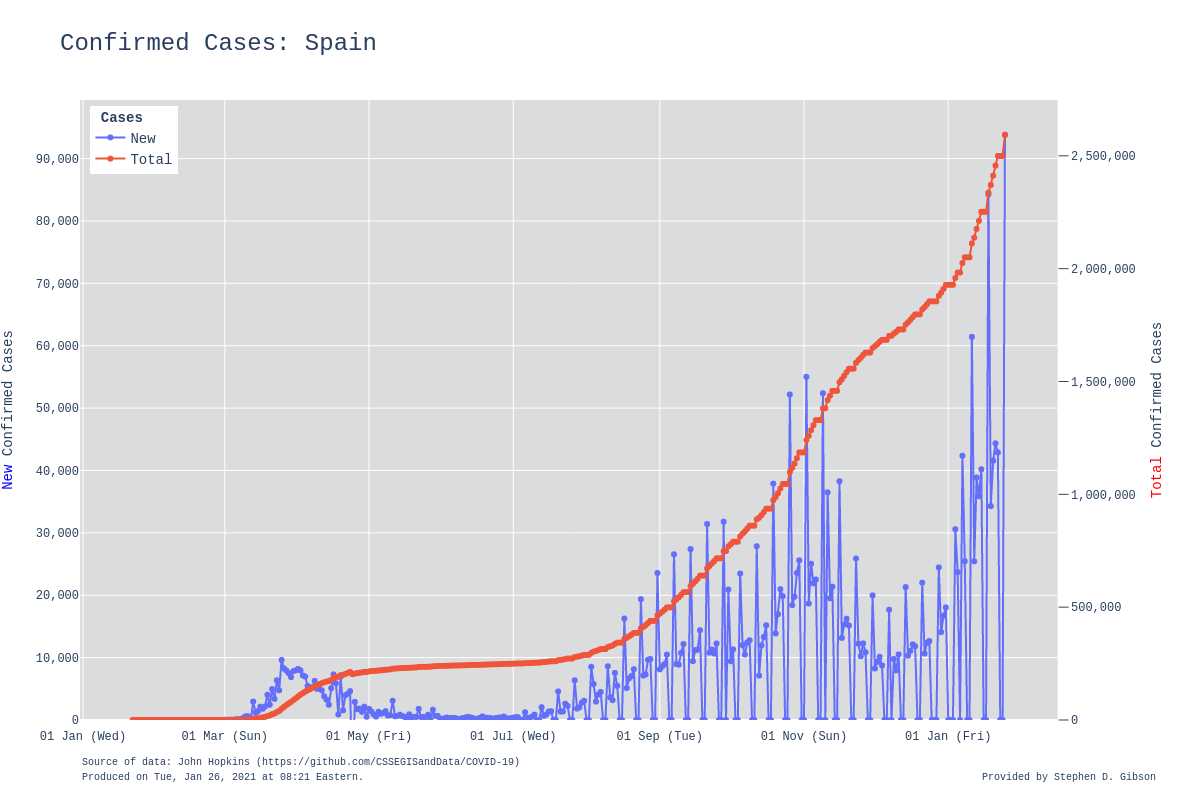 Confirmed Cases: Spain
Cases
New
Total
90,000
80,000
70,000
60,000
50,000
40,000
30,000
20,000
10,000
0
New Confirmed Cases
2,500,000
2,000,000
1,500,000
1,000,000
500,000
0
Total Confirmed Cases
01 Jan (Wed) 01 Mar (Sun) 01 May (Fri) 01 Jul (Wed) 01 Sep (Tue) 01 Nov (Sun) 01 Jan (Fri)
Source of data: John Hopkins (https://github.com/CSSEGISandData/COVID-19)
Produced on Tue, Jan 26, 2021 at 08:21 Eastern.
Provided by Stephen D. Gibson